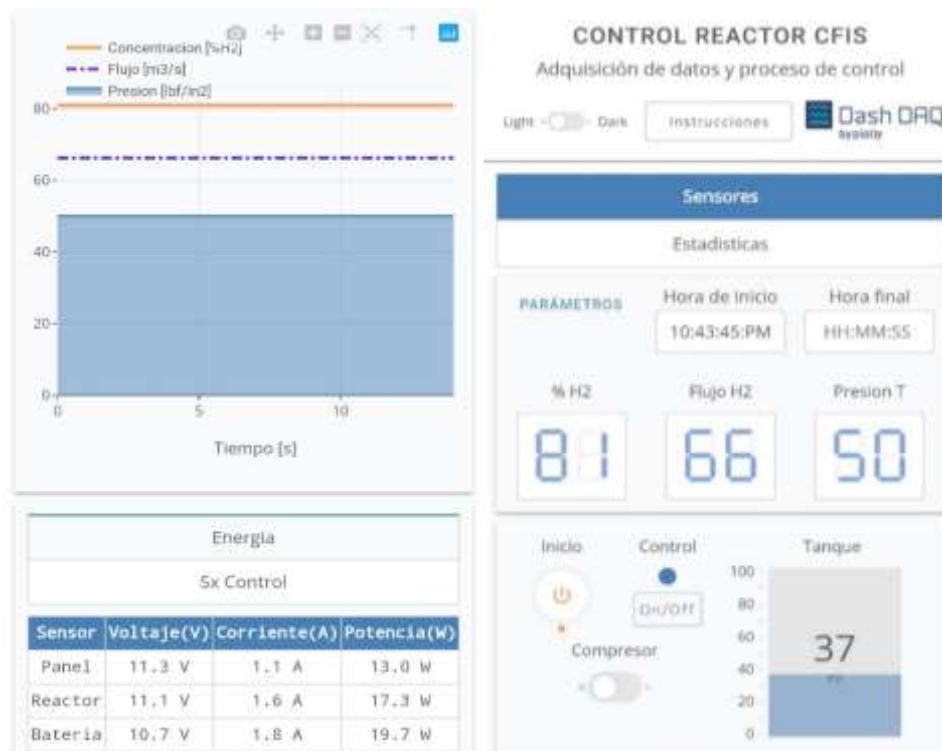 Concentracion [%H2]
Flujo [m3/s]
Presion [lbf/in2]
80
60
40
20
0
0 5 10
Tiempo [s]
Energia
Sx Control
Sensor Voltaje(V) Corriente(A) Potencia(W)
Panel 11.3 V 1.1 A 13.0 W
Reactor 11.1 V 1.6 A 17.3 W
Bateria 10.7 V 1.8 A 19.7 W
CONTROL REACTOR CFIS
Adquisición de datos y proceso de control
Light Dark Instrucciones Dash DAQ
by plotly
Sensores
Estadisticas
PARÁMETROS Hora de inicio Hora final
10:43:45:PM HH:MM:SS
% H2 Flujo H2 Presion T
81 66 50
Inicio Control Tanque
On/Off
Compresor
100
80
60
40
20
0
37